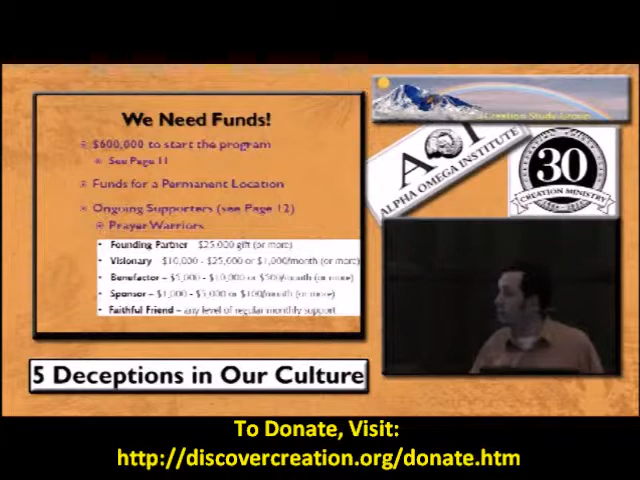 We Need Funds!
$600,000 to start the program
See Page 11
Funds for a Permanent Location
Ongoing Supporters (see Page 12)
Prayer Warriors
Founding Partner - $25,000 gift (or more)
Visionary - $10,000 - $25,000 or $1,000/month (or more)
Benefactor - $5,000 - $10,000 or $500/month (or more)
Sponsor - $1,000 - $5,000 or $100/month (or more)
Faithful Friend - any level of regular monthly support
5 Deceptions in Our Culture
Creation Study Group
A
ALPHA OMEGA INSTITUTE
30
CREATION MINISTRY
To Donate, Visit:
http://discovercreation.org/donate.htm